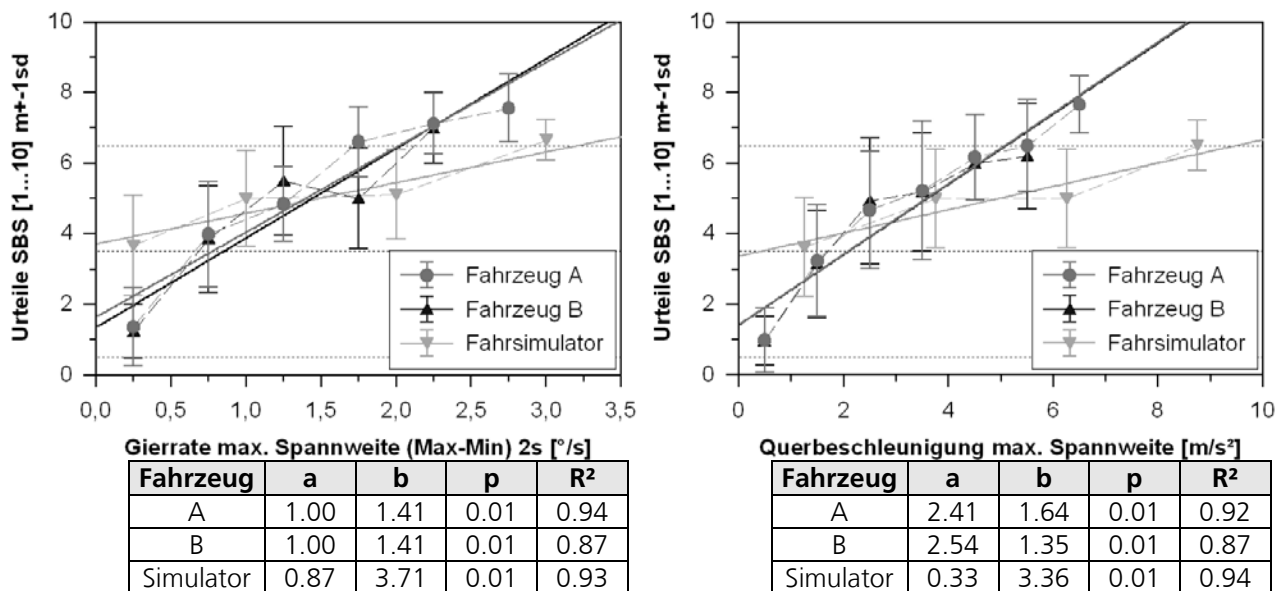 Urteile SBS [1...10] m+-1sd
10
8
6
4
2
0
0,0 0,5 1,0 1,5 2,0 2,5 3,0 3,5
Gierrate max. Spannweite (Max-Min) 2s [°/s]
Fahrzeug A
Fahrzeug B
Fahrsimulator
Fahrzeug a b p R²
A 1.00 1.41 0.01 0.94
B 1.00 1.41 0.01 0.87
Simulator 0.87 3.71 0.01 0.93
Urteile SBS [1...10] m+-1sd
10
8
6
4
2
0
0 2 4 6 8 10
Querbeschleunigung max. Spannweite [m/s²]
Fahrzeug A
Fahrzeug B
Fahrsimulator
Fahrzeug a b p R²
A 2.41 1.64 0.01 0.92
B 2.54 1.35 0.01 0.87
Simulator 0.33 3.36 0.01 0.94